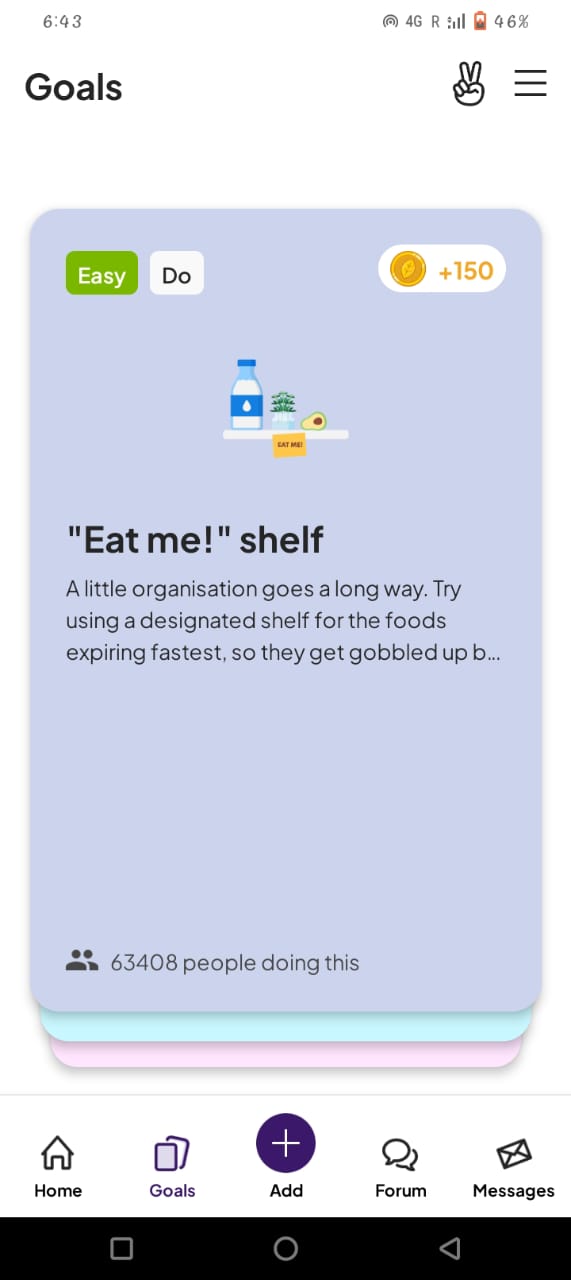 6:43
4G R 46%
Goals
Easy Do +150
EAT ME!
"Eat me!" shelf
A little organisation goes a long way. Try
using a designated shelf for the foods
expiring fastest, so they get gobbled up b...
63408 people doing this
Home Goals Add Forum Messages